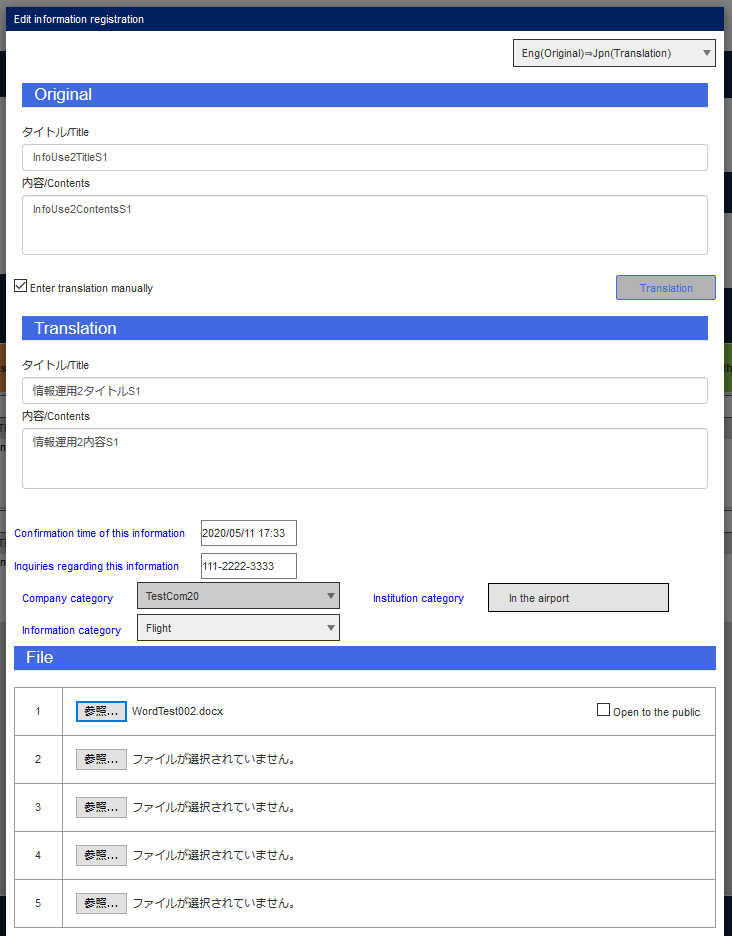 Edit information registration
Eng(Original)⇒Jpn(Translation)
Original
タイトル/Title
InfoUse2TitleS1
内容/Contents
InfoUse2ContentsS1
Enter translation manually
Translation
Translation
タイトル/Title
情報運用2タイトルS1
内容/Contents
情報運用2内容S1
Confirmation time of this information 2020/05/11 17:33
Inquiries regarding this information 111-2222-3333
Company category TestCom20 Institution category In the airport
Information category Flight
File
1 参照... WordTest002.docx Open to the public
2 参照... ファイルが選択されていません。
3 参照... ファイルが選択されていません。
4 参照... ファイルが選択されていません。
5 参照... ファイルが選択されていません。